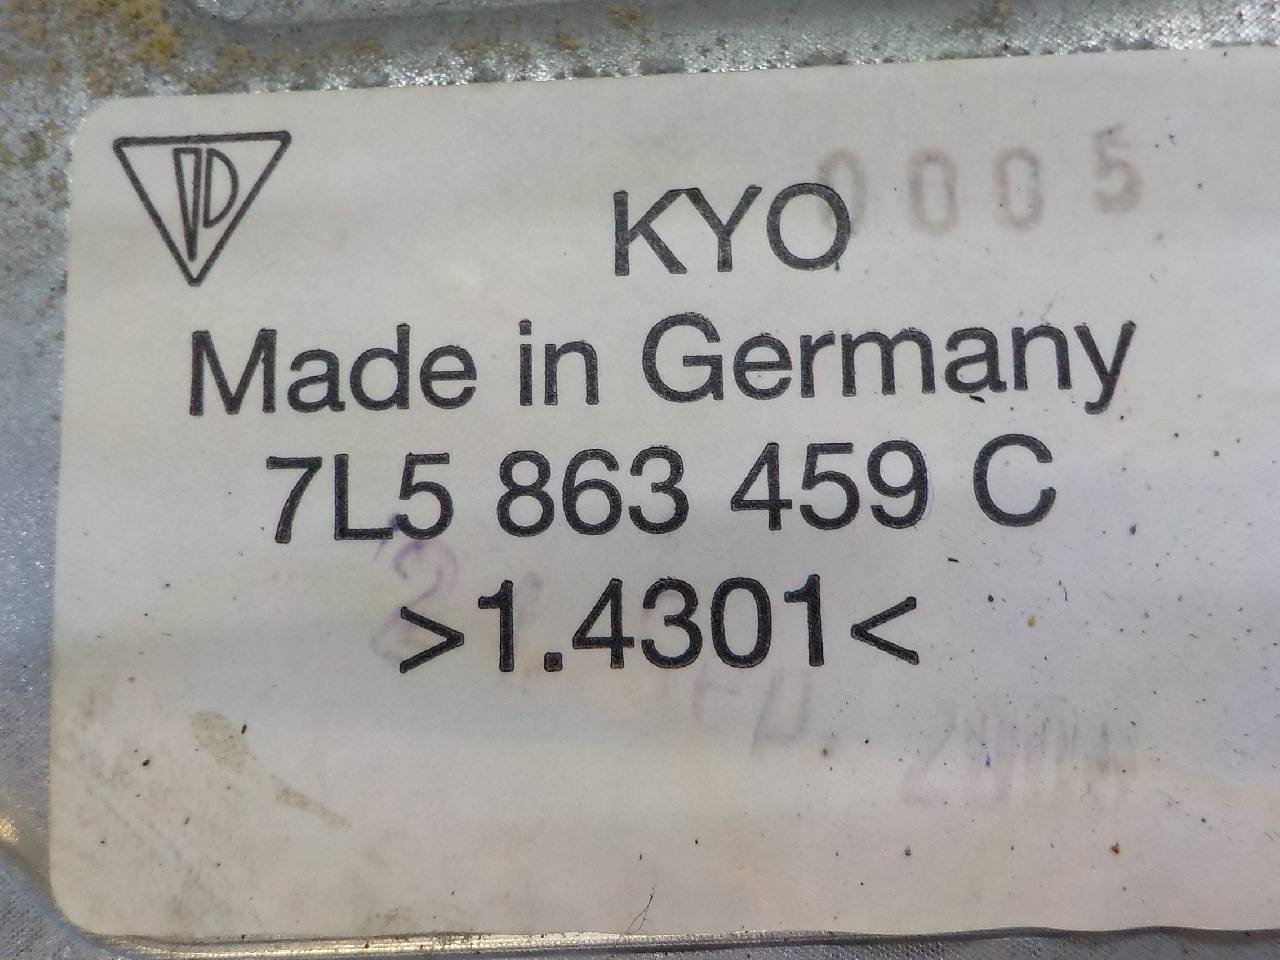 KYO
0005
Made in Germany
7L5 863 459 C
>1.4301<